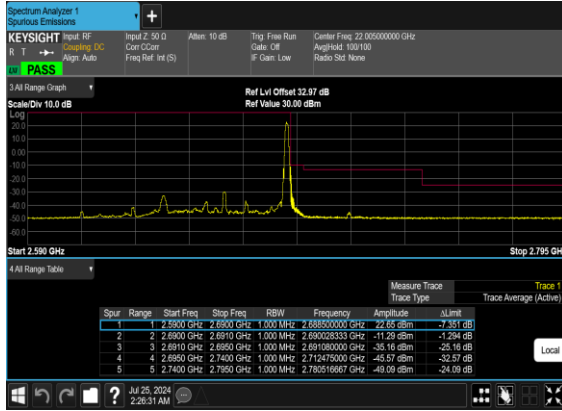 Spectrum Analyzer 1
Spurious Emissions
+
KEYSIGHT Input: RF Input Z: 50 Ω Atten: 10 dB Trig: Free Run Center Freq: 22.005000000 GHz
R T Coupling: DC Corr CCorr Gate: Off Avg|Hold: 100/100
Align: Auto Freq Ref: Int (S) IF Gain: Low Radio Std: None
PASS
3 All Range Graph
Ref Lvl Offset 32.97 dB
Scale/Div 10.0 dB Ref Value 30.00 dBm
Log
20.0
10.0
0.00
-10.0
-20.0
-30.0
-40.0
-50.0
-60.0
Start 2.590 GHz Stop 2.795 GH
4 All Range Table
Measure Trace Trace 1
Trace Type Trace Average (Active)
Spur Range Start Freq Stop Freq RBW Frequency Amplitude ΔLimit
1 1 2.5900 GHz 2.6900 GHz 1.000 MHz 2.688500000 GHz 22.65 dBm -7.351 dB
2 2 2.6900 GHz 2.6910 GHz 1.000 MHz 2.690028333 GHz -11.29 dBm -1.294 dB
3 3 2.6910 GHz 2.6950 GHz 1.000 MHz 2.691080000 GHz -35.16 dBm -25.16 dB
4 4 2.6950 GHz 2.7400 GHz 1.000 MHz 2.712475000 GHz -45.57 dBm -32.57 dB
5 5 2.7400 GHz 2.7950 GHz 1.000 MHz 2.780516667 GHz -49.09 dBm -24.09 dB
Local
?
Jul 25, 2024
2:26:31 AM